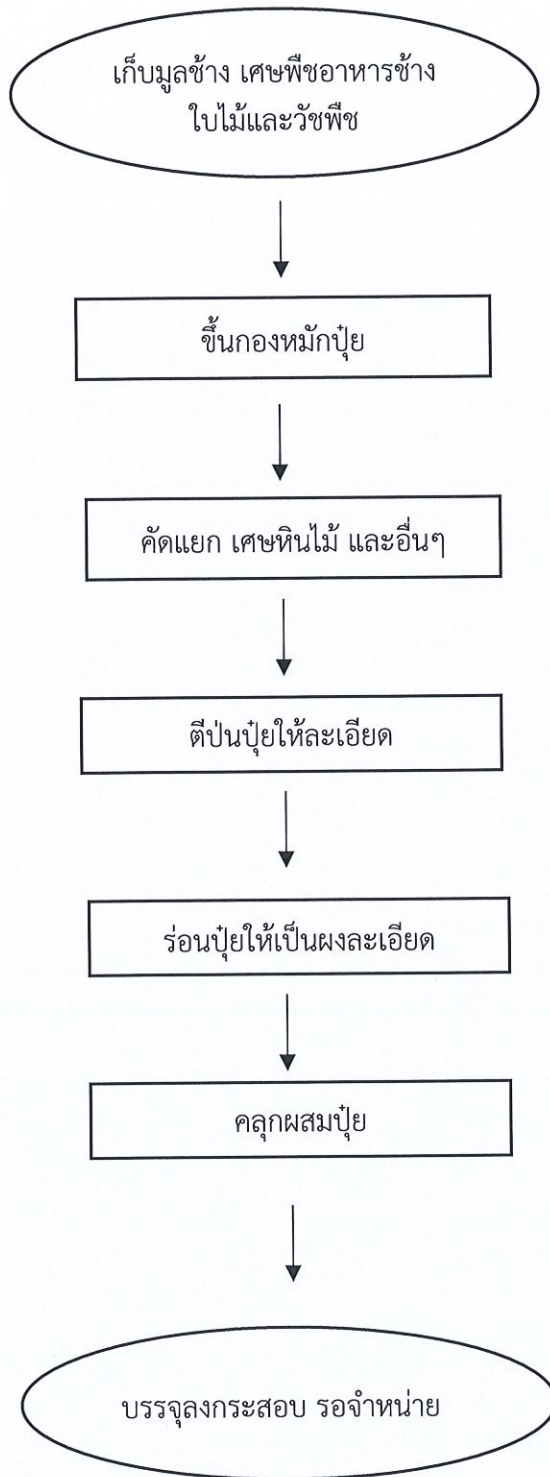 เก็บมูลช้าง เศษพืชอาหารช้าง
ใบไม้และวัชพืช
ขึ้นกองหมักปุ๋ย
คัดแยก เศษหินไม้ และอื่นๆ
ตีป่นปุ๋ยให้ละเอียด
ร่อนปุ๋ยให้เป็นผงละเอียด
คลุกผสมปุ๋ย
บรรจุลงกระสอบ รอจำหน่าย